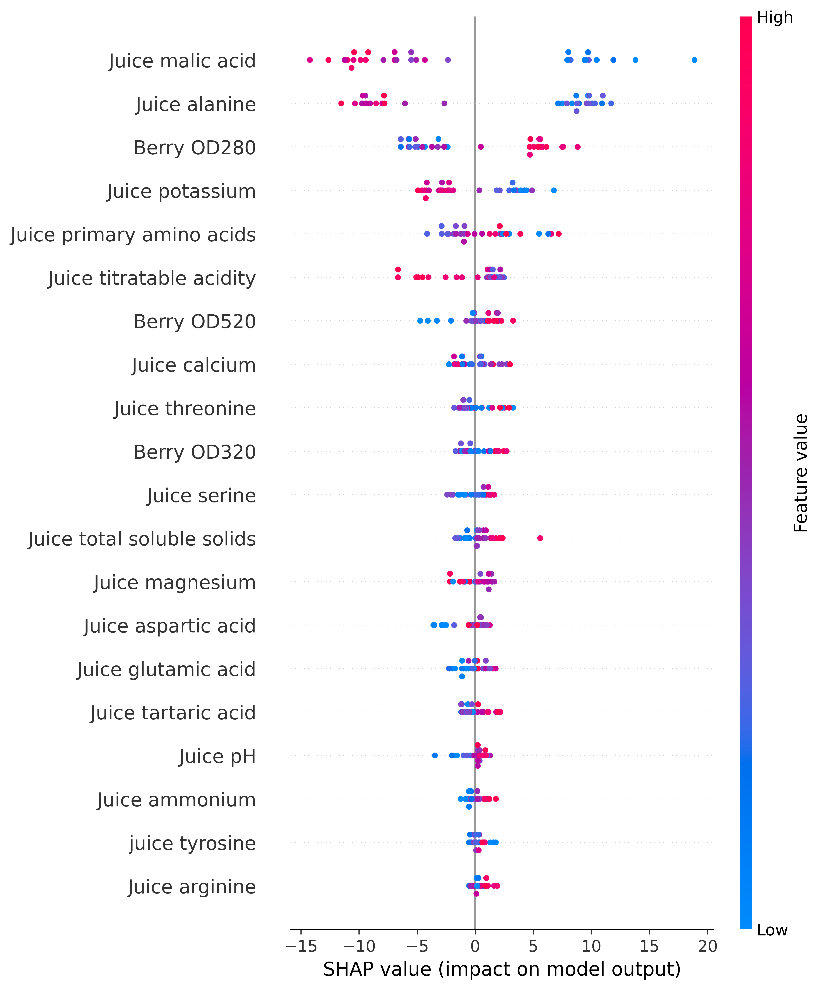 High
Juice malic acid
Juice alanine
Berry OD280
Juice potassium
Juice primary amino acids
Juice titratable acidity
Berry OD520
Juice calcium
Juice threonine
Berry OD320
Juice serine
Juice total soluble solids
Juice magnesium
Juice aspartic acid
Juice glutamic acid
Juice tartaric acid
Juice pH
Juice ammonium
juice tyrosine
Juice arginine
Feature value
Low
−15 −10 −5 0 5 10 15 20
SHAP value (impact on model output)